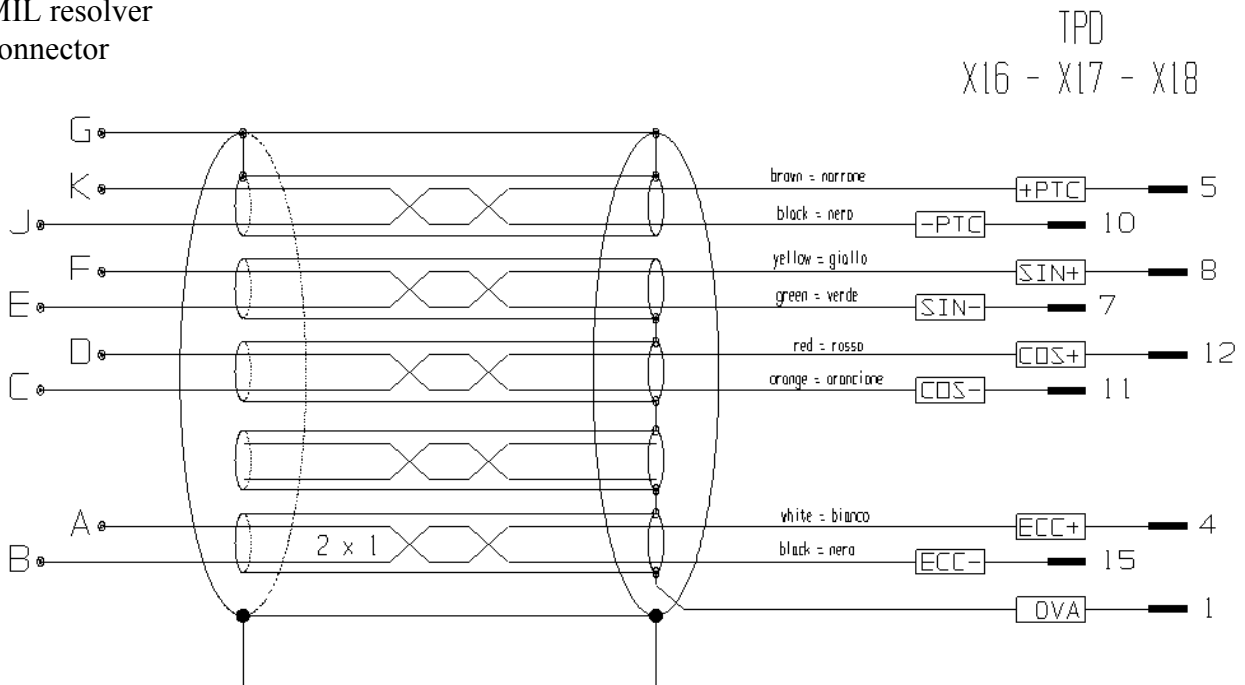 MIL resolver
onnector
TPD
X16 - X17 - X18
G
K brown = marrone +PTC 5
J black = nero -PTC 10
F yellow = giallo SIN+ 8
E green = verde SIN- 7
D red = rosso COS+ 12
C orange = arancione COS- 11
A white = bianco ECC+ 4
B 2 x 1 black = nero ECC- 15
0VA 1